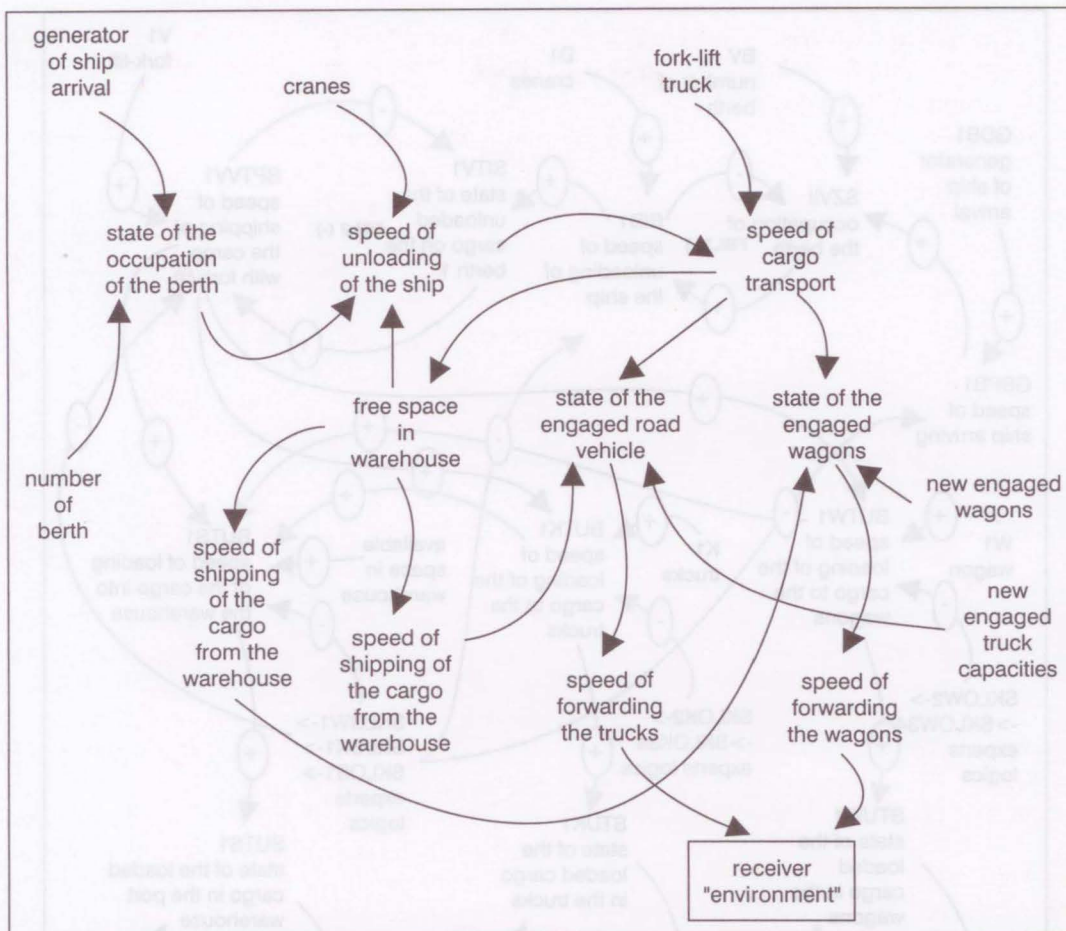 generator
of ship
arrival
cranes
fork-lift
truck
state of the
occupation
of the berth
speed of
unloading
of the ship
speed of
cargo
transport
free space
in
warehouse
state of the
engaged road
vehicle
state of the
engaged
wagons
number
of
berth
new engaged
wagons
speed of
shipping
of the
cargo
from the
warehouse
speed of
shipping of
the cargo
from the
warehouse
new
engaged
truck
capacities
speed of
forwarding
the trucks
speed of
forwarding
the wagons
receiver
"environment"